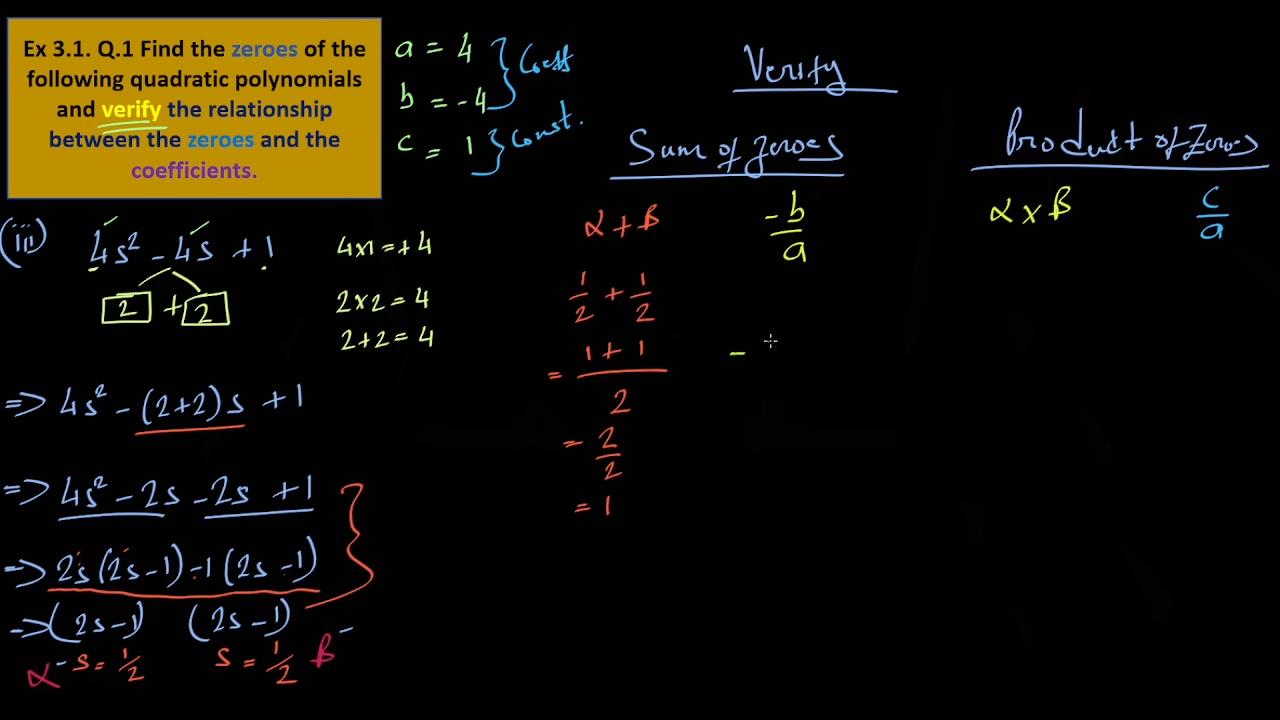 Ex 3.1. Q.1 Find the zeroes of the
following quadratic polynomials
and verify the relationship
between the zeroes and the
coefficients.
a = 4
b = -4
Coeff
c = 1
Const.
(iii) 4s² - 4s + 1
2 + 2
4×1 = +4
2×2 = 4
2+2 = 4
=> 4s² - (2+2)s + 1
=> 4s² - 2s - 2s + 1
=> 2s(2s-1) -1(2s-1)
=> (2s-1) (2s-1)
α - s = 1/2 s = 1/2 β -
Verify
Sum of zeroes
α + β
-b/a
1/2 + 1/2
= 1+1/2
= 2/2
= 1
-
Product of Zeroes
α × β
c/a